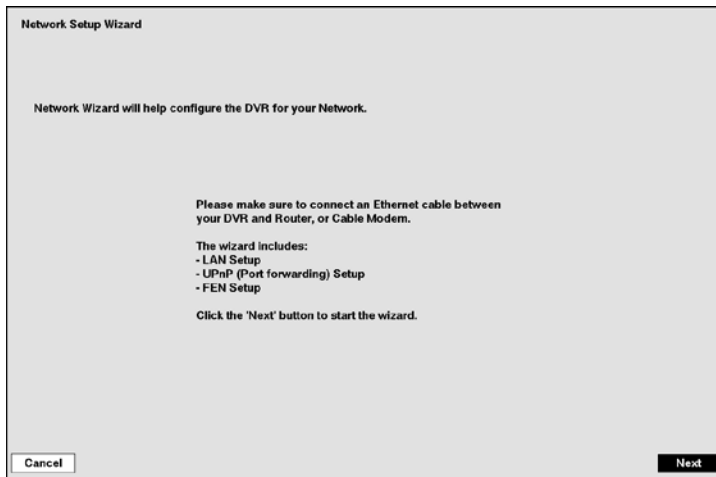 Network Setup Wizard
Network Wizard will help configure the DVR for your Network.
Please make sure to connect an Ethernet cable between
your DVR and Router, or Cable Modem.
The wizard includes:
- LAN Setup
- UPnP (Port forwarding) Setup
- FEN Setup
Click the 'Next' button to start the wizard.
Cancel
Next